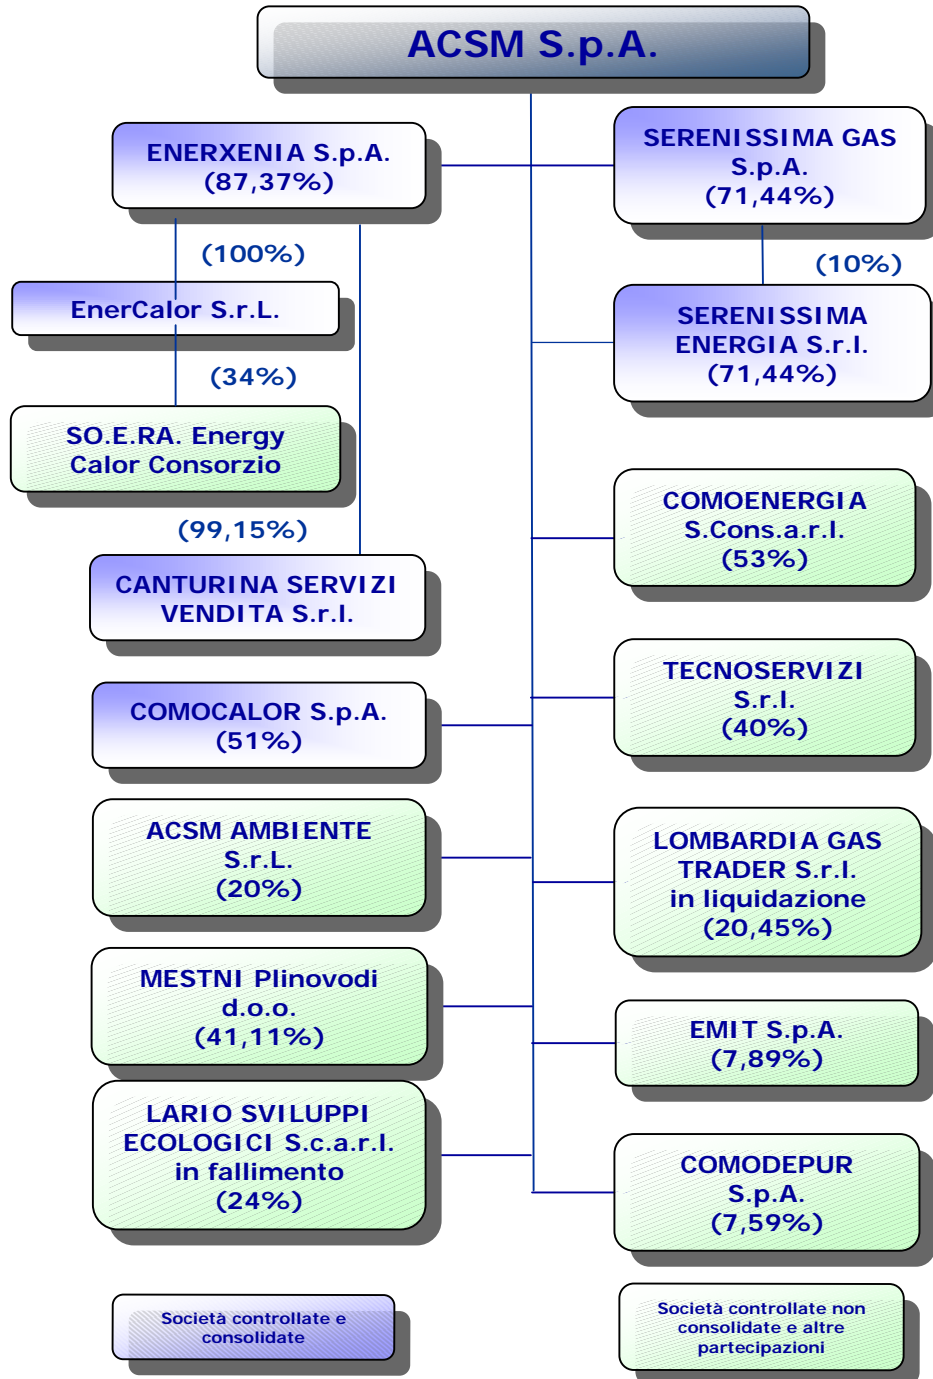 ACSM S.p.A.
ENERXENIA S.p.A.
(87,37%)
SERENISSIMA GAS
S.p.A.
(71,44%)
(100%)
(10%)
EnerCalor S.r.L.
SERENISSIMA
ENERGIA S.r.l.
(71,44%)
(34%)
SO.E.RA. Energy
Calor Consorzio
COMOENERGIA
S.Cons.a.r.l.
(53%)
(99,15%)
CANTURINA SERVIZI
VENDITA S.r.l.
TECNOSERVIZI
S.r.l.
(40%)
COMOCALOR S.p.A.
(51%)
ACSM AMBIENTE
S.r.L.
(20%)
LOMBARDIA GAS
TRADER S.r.l.
in liquidazione
(20,45%)
MESTNI Plinovodi
d.o.o.
(41,11%)
EMIT S.p.A.
(7,89%)
LARIO SVILUPPI
ECOLOGICI S.c.a.r.l.
in fallimento
(24%)
COMODEPUR
S.p.A.
(7,59%)
Società controllate e
consolidate
Società controllate non
consolidate e altre
partecipazioni